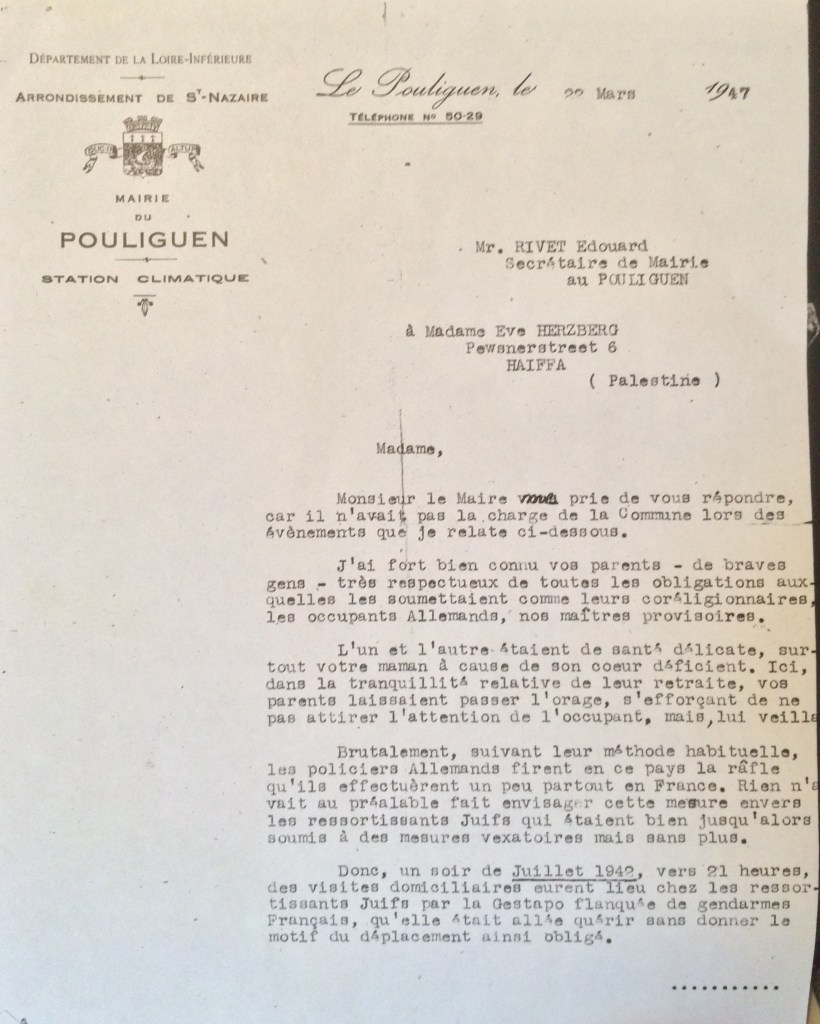 DÉPARTEMENT DE LA LOIRE-INFÉRIEURE
ARRONDISSEMENT DE Sᵀ-NAZAIRE
MAIRIE
DU
POULIGUEN
STATION CLIMATIQUE
Le Pouliguen, le Mars 1947
TÉLÉPHONE Nº 50-29
Mr. RIVET Edouard
Secrétaire de Mairie
au POULIGUEN
à Madame Eve HERZBERG
Pewsnerstreet 6
HAIFFA
( Palestine )
Madame,
Monsieur le Maire prie de vous répondre,
car il n'avait pas la charge de la Commune lors des
évènements que je relate ci-dessous.
J'ai fort bien connu vos parents - de braves
gens - très respectueux de toutes les obligations aux-
quelles les soumettaient comme leurs coréligionnaires,
les occupants Allemands, nos maîtres provisoires.
L'un et l'autre étaient de santé délicate, sur-
tout votre maman à cause de son coeur déficient. Ici,
dans la tranquillité relative de leur retraite, vos
parents laissaient passer l'orage, s'efforçant de ne
pas attirer l'attention de l'occupant, mais, lui veilla
Brutalement, suivant leur méthode habituelle,
les policiers Allemands firent en ce pays la râfle
qu'ils effectuèrent un peu partout en France. Rien n'a
vait au préalable fait envisager cette mesure envers
les ressortissants Juifs qui étaient bien jusqu'alors
soumis à des mesures vexatoires mais sans plus.
Donc, un soir de Juillet 1942, vers 21 heures,
des visites domiciliaires eurent lieu chez les ressor-
tissants Juifs par la Gestapo flanquée de gendarmes
Français, qu'elle était allée quérir sans donner le
motif du déplacement ainsi obligé.
...........